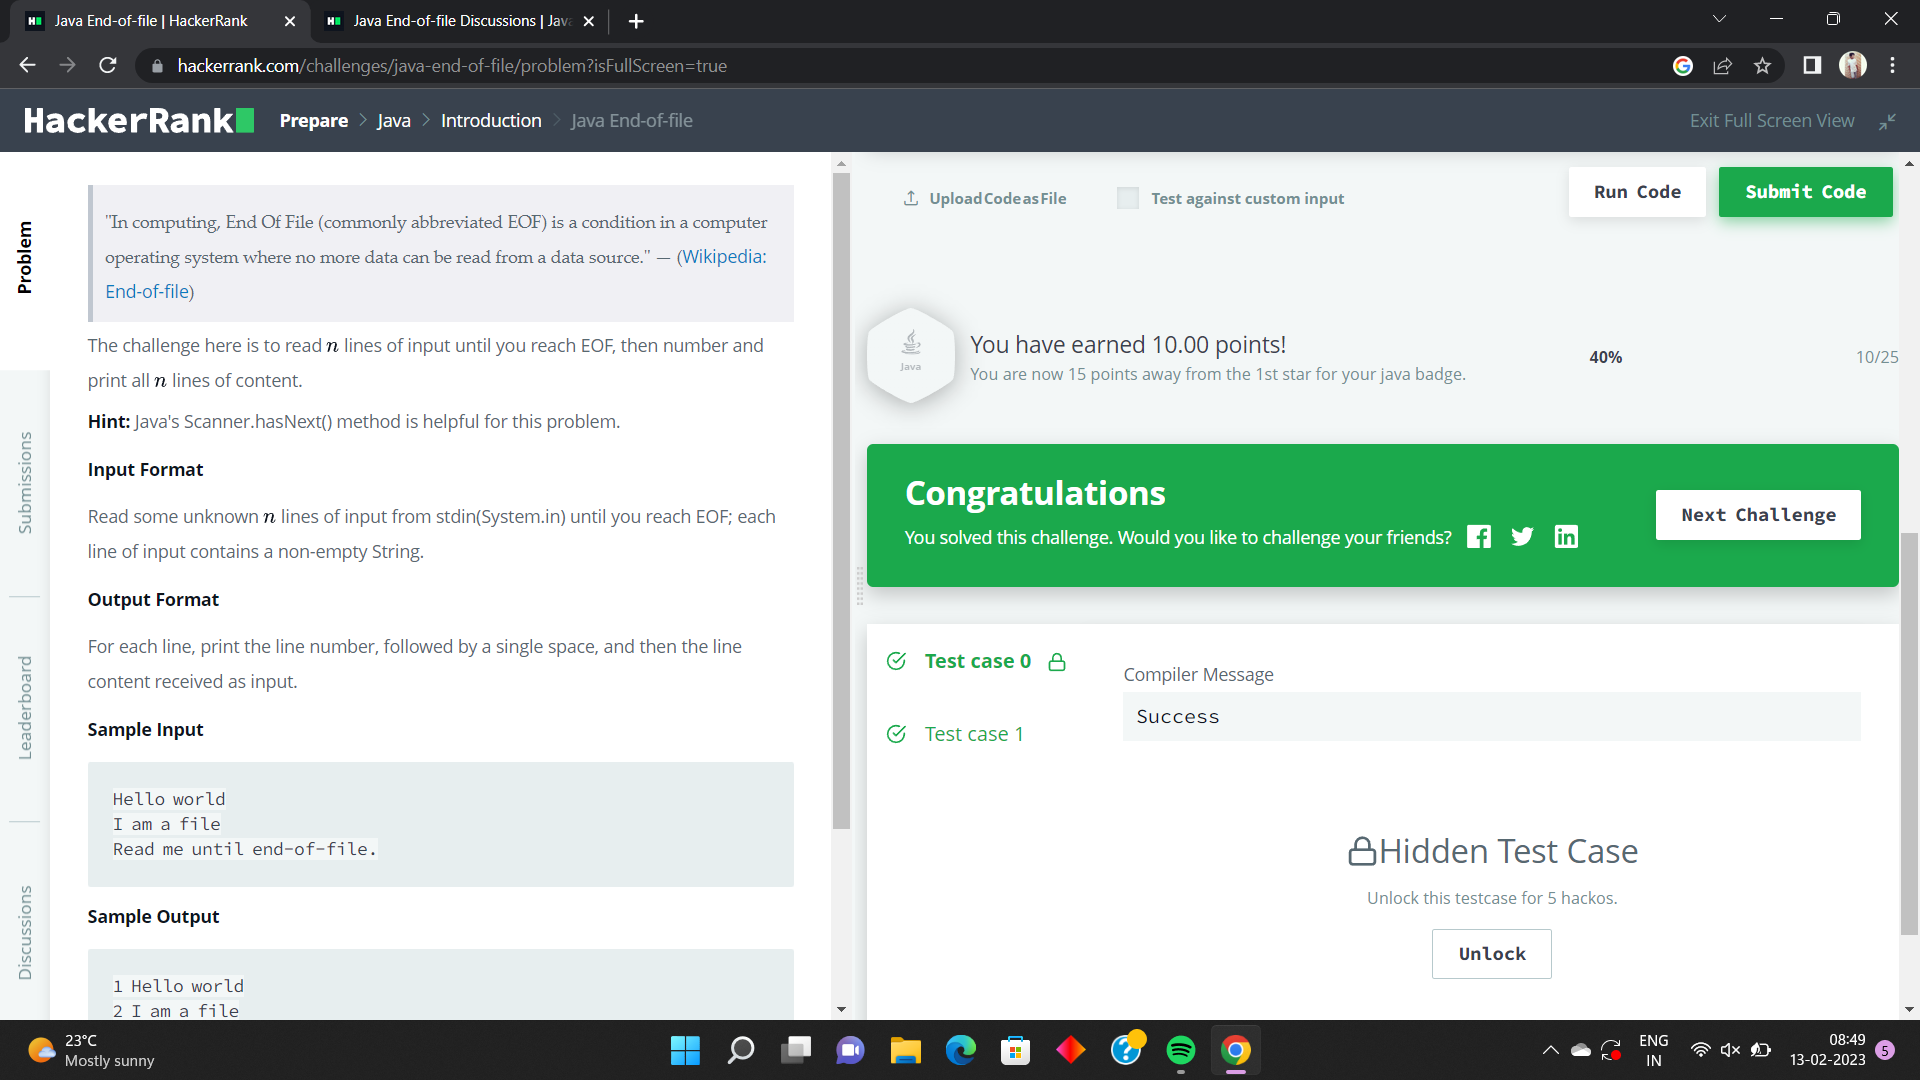 Java End-of-file | HackerRank
Java End-of-file Discussions | Java
hackerrank.com/challenges/java-end-of-file/problem?isFullScreen=true
HackerRank
Prepare > Java > Introduction > Java End-of-file
Exit Full Screen View
Problem
Submissions
Leaderboard
Discussions
"In computing, End Of File (commonly abbreviated EOF) is a condition in a computer
operating system where no more data can be read from a data source." — (Wikipedia:
End-of-file)
The challenge here is to read n lines of input until you reach EOF, then number and
print all n lines of content.
Hint: Java's Scanner.hasNext() method is helpful for this problem.
Input Format
Read some unknown n lines of input from stdin(System.in) until you reach EOF; each
line of input contains a non-empty String.
Output Format
For each line, print the line number, followed by a single space, and then the line
content received as input.
Sample Input
Hello world
I am a file
Read me until end-of-file.
Sample Output
1 Hello world
2 I am a file
Upload Code as File
Test against custom input
Run Code
Submit Code
Java
You have earned 10.00 points!
You are now 15 points away from the 1st star for your java badge.
40%
10/25
Congratulations
You solved this challenge. Would you like to challenge your friends?
Next Challenge
Test case 0
Test case 1
Compiler Message
Success
Hidden Test Case
Unlock this testcase for 5 hackos.
Unlock
23°C
Mostly sunny
ENG
IN
08:49
13-02-2023
5